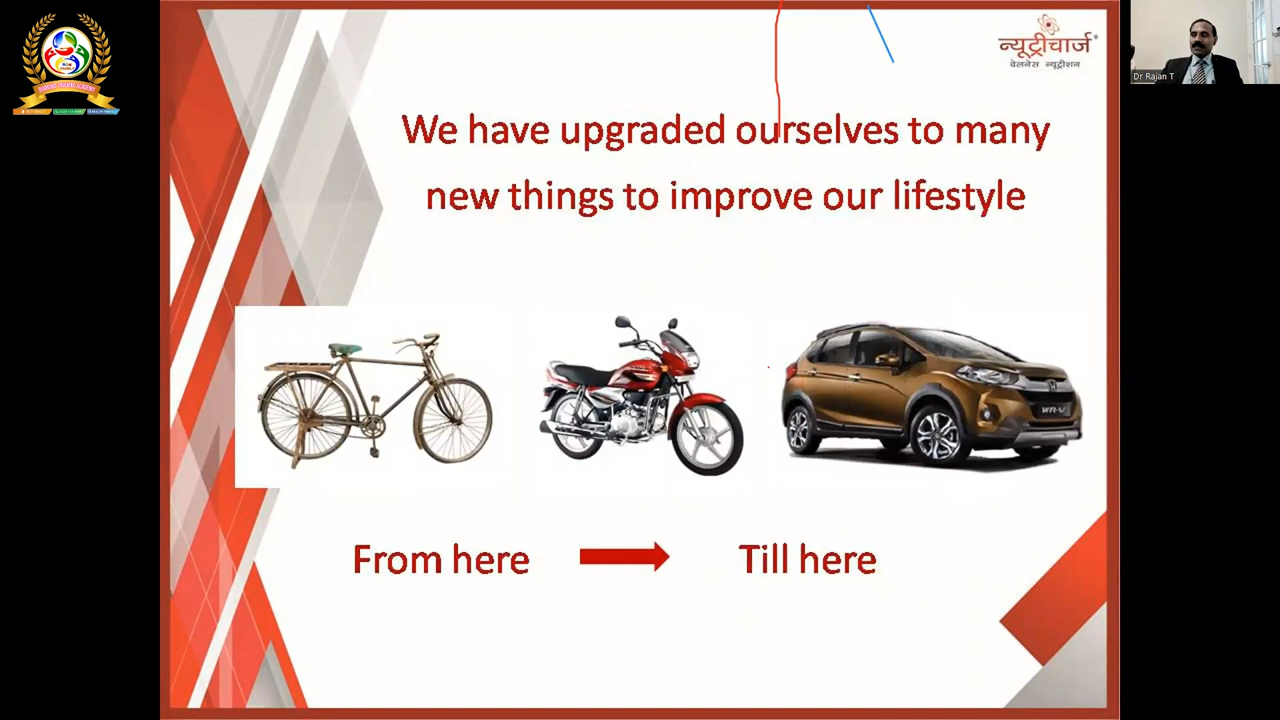 न्यूट्रीचार्ज®
वेलनेस न्यूट्रीशन
Dr Rajan T
We have upgraded ourselves to many
new things to improve our lifestyle
WR-V
From here
Till here